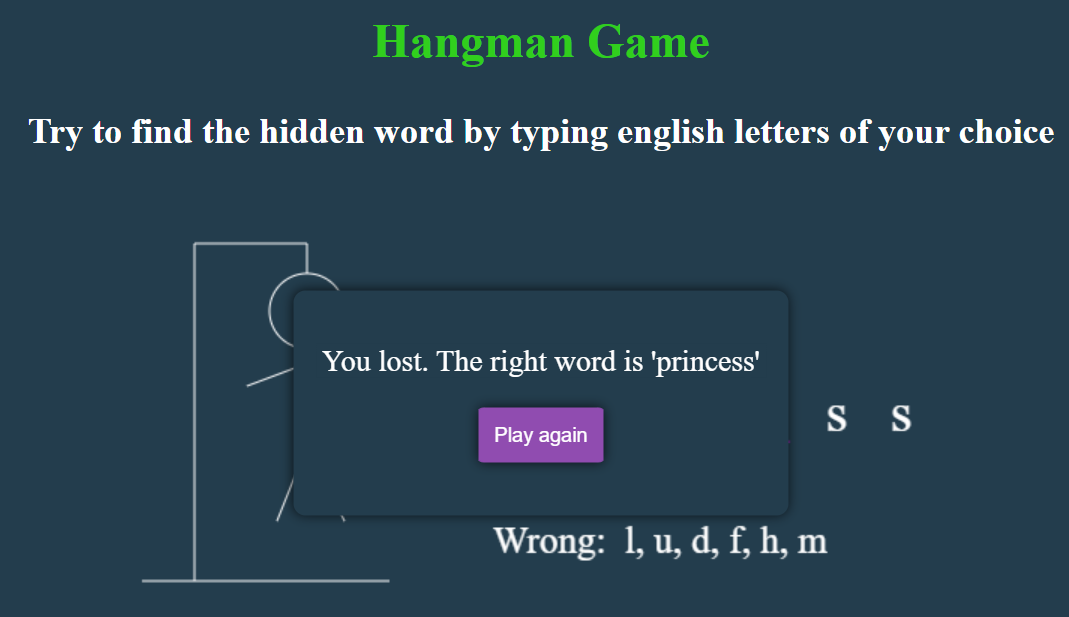 Hangman Game
Try to find the hidden word by typing english letters of your choice
You lost. The right word is 'princess'
Play again
s s
Wrong: l, u, d, f, h, m